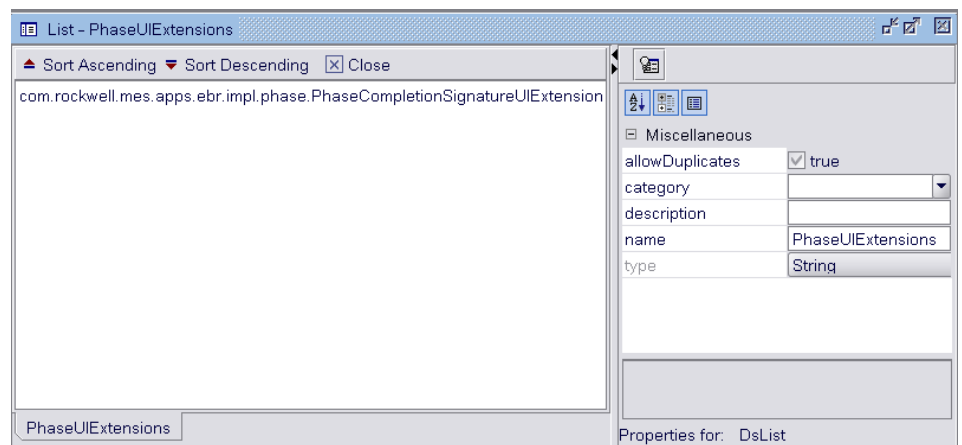 List - PhaseUIExtensions
Sort Ascending Sort Descending Close
com.rockwell.mes.apps.ebr.impl.phase.PhaseCompletionSignatureUIExtension
PhaseUIExtensions
Miscellaneous
allowDuplicates true
category
description
name PhaseUIExtensions
type String
Properties for: DsList